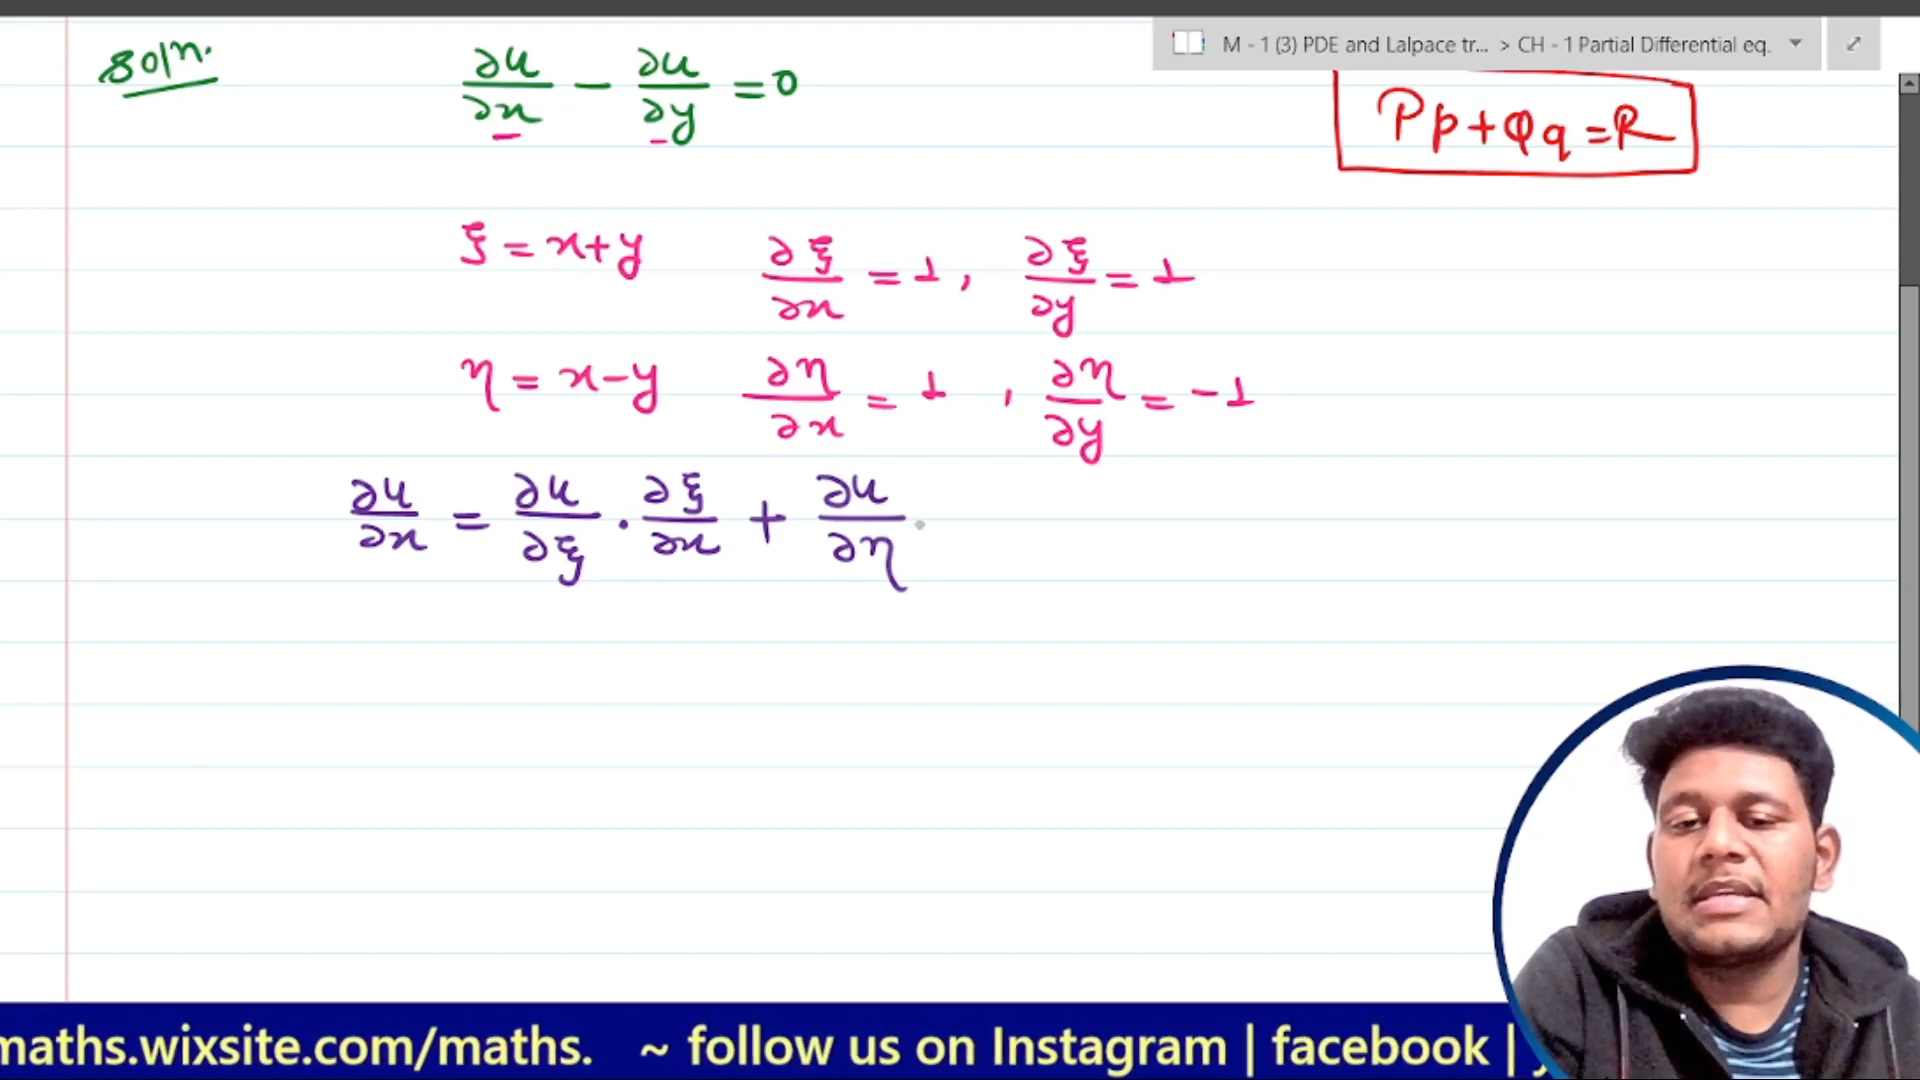 M - 1 (3) PDE and Lalpace tr... > CH - 1 Partial Differential eq.
Soln. ∂u/∂x − ∂u/∂y = 0
Pp + Qq = R
ξ = x+y ∂ξ/∂x = 1, ∂ξ/∂y = 1
η = x−y ∂η/∂x = 1, ∂η/∂y = −1
∂u/∂x = ∂u/∂ξ · ∂ξ/∂x + ∂u/∂η
maths.wixsite.com/maths. ~ follow us on Instagram | facebook |